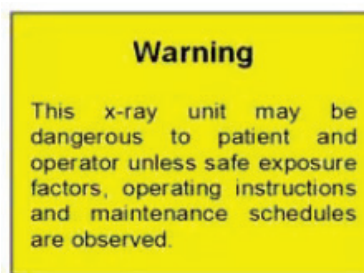 Warning
This x-ray unit may be
dangerous to patient and
operator unless safe exposure
factors, operating instructions
and maintenance schedules
are observed.